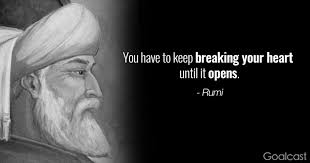 You have to keep breaking your heart
until it opens.
- Rumi
Goalcast